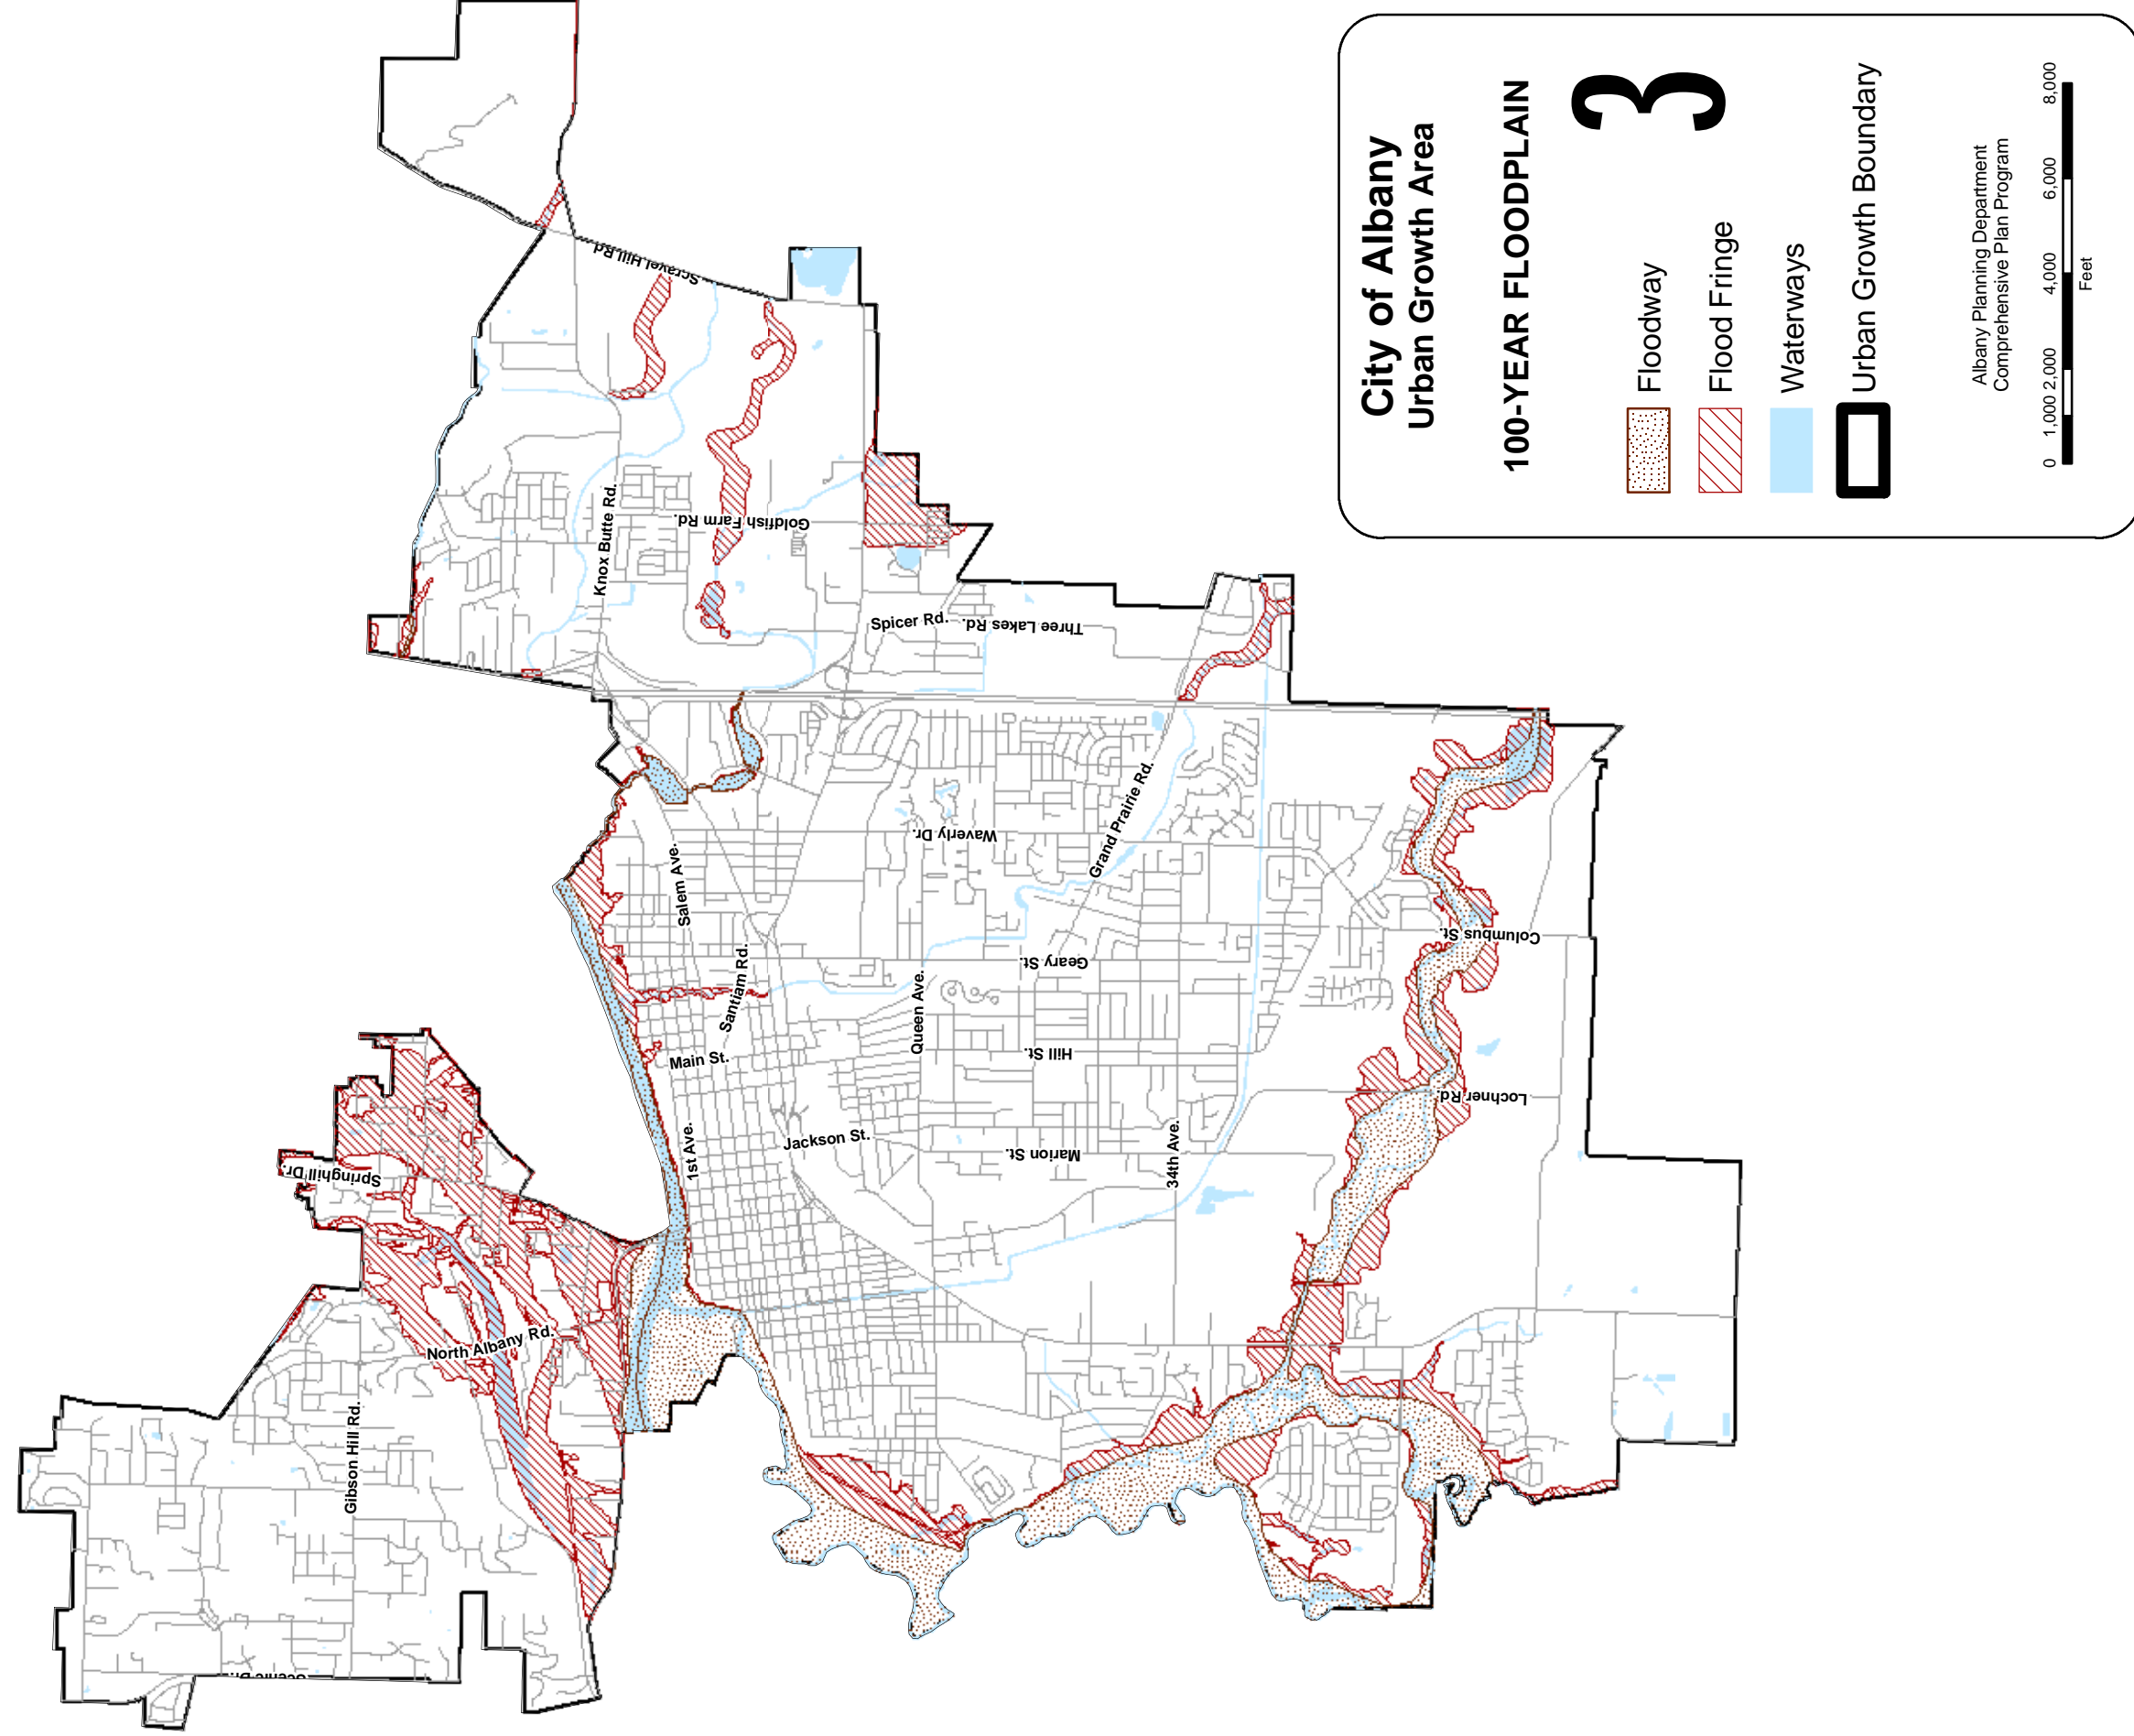 City of Albany
Urban Growth Area
100-YEAR FLOODPLAIN
3
Floodway
Flood Fringe
Waterways
Urban Growth Boundary
Albany Planning Department
Comprehensive Plan Program
0 1,000 2,000 4,000 6,000 8,000
Feet
Scravel Hill Rd
Knox Butte Rd.
Goldfish Farm Rd.
Spicer Rd.
Three Lakes Rd.
Grand Prairie Rd.
Waverly Dr.
Salem Ave.
Santiam Rd.
Geary St.
Queen Ave.
Columbus St.
Main St.
Hill St.
Lochner Rd.
1st Ave.
Jackson St.
Marion St.
34th Ave.
Springhill Dr.
North Albany Rd.
Gibson Hill Rd.
Scenic Dr.